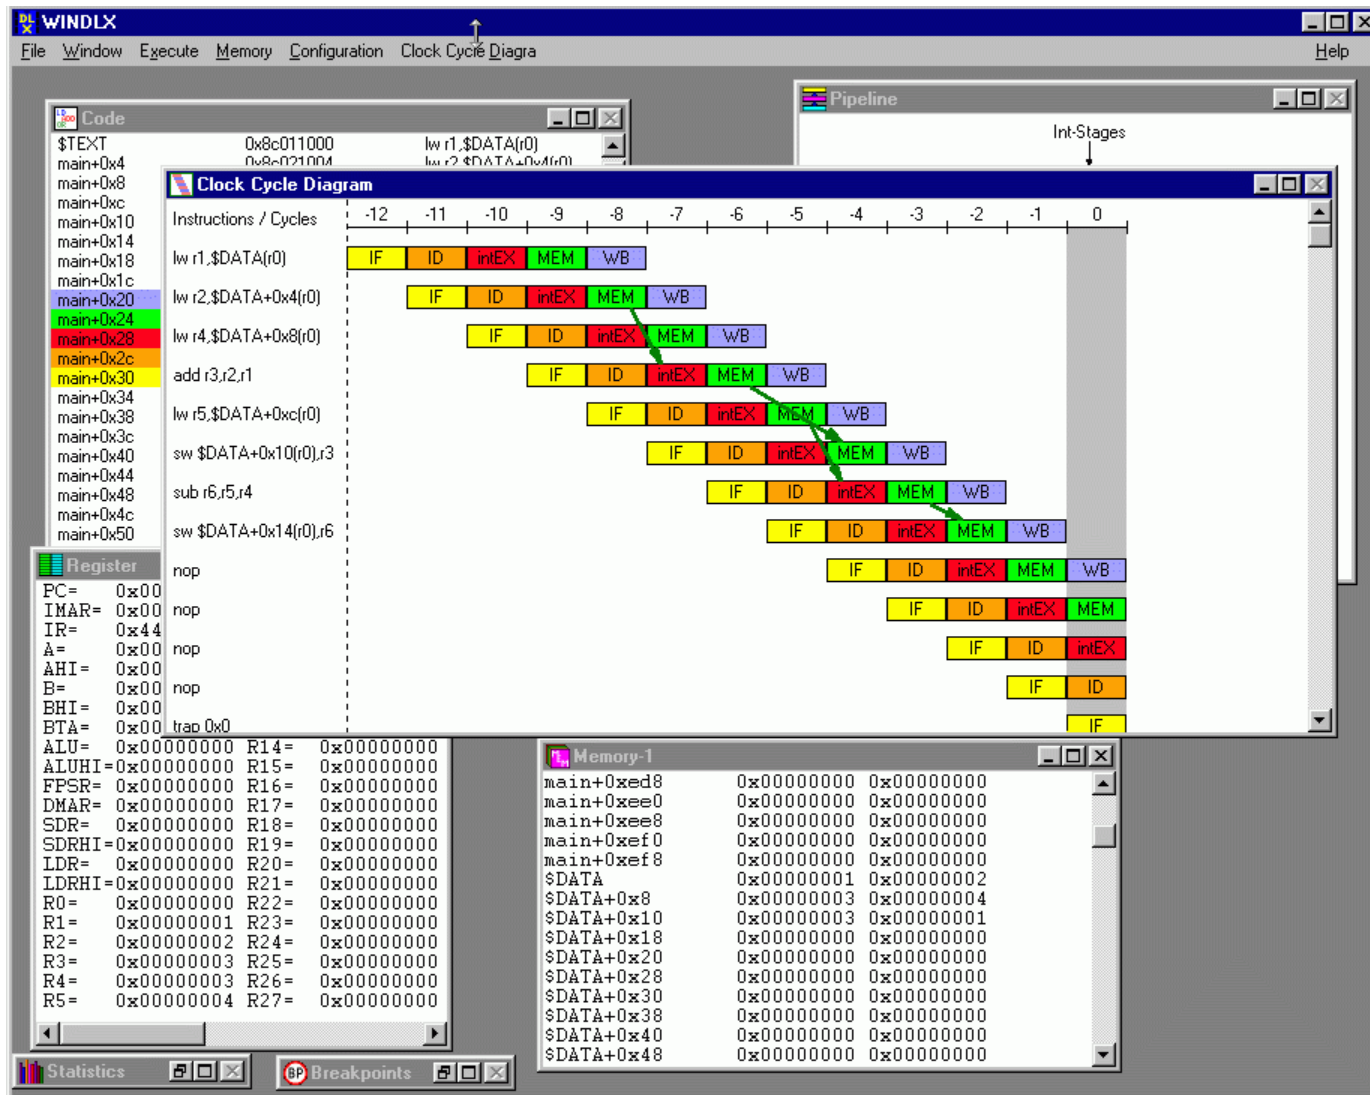 WINDLX
File Window Execute Memory Configuration Clock Cycle Diagra Help
Code
$TEXT 0x8c011000 lw r1,$DATA(r0)
main+0x4 0x8c021004 lw r2,$DATA+0x4(r0)
main+0x8
main+0xc
main+0x10
main+0x14
main+0x18
main+0x1c
main+0x20
main+0x24
main+0x28
main+0x2c
main+0x30
main+0x34
main+0x38
main+0x3c
main+0x40
main+0x44
main+0x48
main+0x4c
main+0x50
Pipeline
Int-Stages
Clock Cycle Diagram
Instructions / Cycles -12 -11 -10 -9 -8 -7 -6 -5 -4 -3 -2 -1 0
lw r1,$DATA(r0) IF ID intEX MEM WB
lw r2,$DATA+0x4(r0) IF ID intEX MEM WB
lw r4,$DATA+0x8(r0) IF ID intEX MEM WB
add r3,r2,r1 IF ID intEX MEM WB
lw r5,$DATA+0xc(r0) IF ID intEX MEM WB
sw $DATA+0x10(r0),r3 IF ID intEX MEM WB
sub r6,r5,r4 IF ID intEX MEM WB
sw $DATA+0x14(r0),r6 IF ID intEX MEM WB
nop IF ID intEX MEM WB
nop IF ID intEX MEM
nop IF ID intEX
nop IF ID
trap 0x0 IF
Register
PC= 0x00
IMAR= 0x00
IR= 0x44
A= 0x00
AHI= 0x00
B= 0x00
BHI= 0x00
BTA= 0x00
ALU= 0x00000000 R14= 0x00000000
ALUHI=0x00000000 R15= 0x00000000
FPSR= 0x00000000 R16= 0x00000000
DMAR= 0x00000000 R17= 0x00000000
SDR= 0x00000000 R18= 0x00000000
SDRHI=0x00000000 R19= 0x00000000
LDR= 0x00000000 R20= 0x00000000
LDRHI=0x00000000 R21= 0x00000000
R0= 0x00000000 R22= 0x00000000
R1= 0x00000001 R23= 0x00000000
R2= 0x00000002 R24= 0x00000000
R3= 0x00000003 R25= 0x00000000
R4= 0x00000003 R26= 0x00000000
R5= 0x00000004 R27= 0x00000000
Memory-1
main+0xed8 0x00000000 0x00000000
main+0xee0 0x00000000 0x00000000
main+0xee8 0x00000000 0x00000000
main+0xef0 0x00000000 0x00000000
main+0xef8 0x00000000 0x00000000
$DATA 0x00000001 0x00000002
$DATA+0x8 0x00000003 0x00000004
$DATA+0x10 0x00000003 0x00000001
$DATA+0x18 0x00000000 0x00000000
$DATA+0x20 0x00000000 0x00000000
$DATA+0x28 0x00000000 0x00000000
$DATA+0x30 0x00000000 0x00000000
$DATA+0x38 0x00000000 0x00000000
$DATA+0x40 0x00000000 0x00000000
$DATA+0x48 0x00000000 0x00000000
Statistics
BP Breakpoints